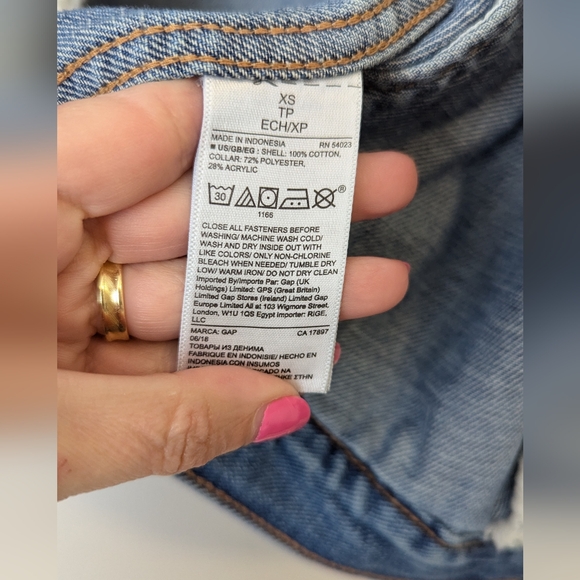 XS
TP
ECH/XP
MADE IN INDONESIA RN 54023
■ US/GB/EG : SHELL: 100% COTTON,
COLLAR: 72% POLYESTER,
28% ACRYLIC
30
®
1166
CLOSE ALL FASTENERS BEFORE
WASHING/ MACHINE WASH COLD/
WASH AND DRY INSIDE OUT WITH
LIKE COLORS/ ONLY NON-CHLORINE
BLEACH WHEN NEEDED/ TUMBLE DRY
LOW/ WARM IRON/ DO NOT DRY CLEAN
Imported By/Importe Par: Gap (UK
Holdings) Limited: GPS (Great Britain)
Limited Gap Stores (Ireland) Limited Gap
Europe Limited All at 103 Wigmore Street,
London, W1U 1QS Egypt Importer: RIGE,
LLC
MARCA: GAP CA 17897
06/16
ТОВАРЫ ИЗ ДЕНИМА
FABRIQUE EN INDONESIE/ HECHO EN
INDONESIA CON INSUMOS